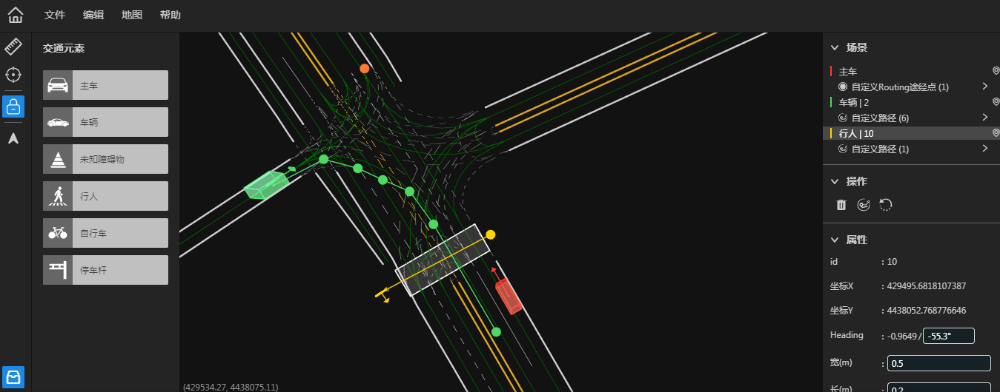 文件 编辑 地图 帮助
交通元素
主车
车辆
未知障碍物
行人
自行车
停车杆
(429534.27, 4438075.11)
场景
主车
自定义Routing途经点 (1)
车辆 | 2
自定义路径 (6)
行人 | 10
自定义路径 (1)
操作
属性
id : 10
坐标X : 429495.6818107387
坐标Y : 4438052.768776646
Heading : -0.9649 / -55.3°
宽(m) : 0.5
长(m) : 0.2